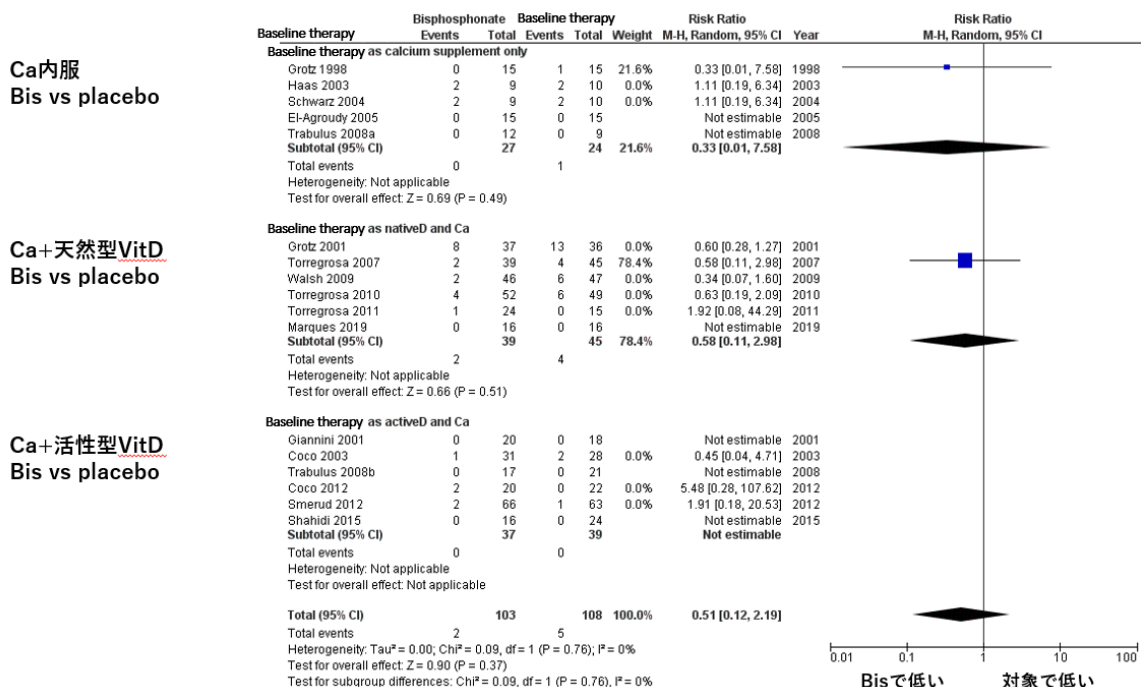 Bisphosphonate Baseline therapy Risk Ratio Risk Ratio
Baseline therapy Events Total Events Total Weight M-H, Random, 95% CI Year M-H, Random, 95% CI
Ca内服
Bis vs placebo
Baseline therapy as calcium supplement only
Grotz 1998 0 15 1 15 21.6% 0.33 [0.01, 7.58] 1998
Haas 2003 2 9 2 10 0.0% 1.11 [0.19, 6.34] 2003
Schwarz 2004 2 9 2 10 0.0% 1.11 [0.19, 6.34] 2004
El-Agroudy 2005 0 15 0 15 Not estimable 2005
Trabulus 2008a 0 12 0 9 Not estimable 2008
Subtotal (95% CI) 27 24 21.6% 0.33 [0.01, 7.58]
Total events 0 1
Heterogeneity: Not applicable
Test for overall effect: Z = 0.69 (P = 0.49)
Ca+天然型VitD
Bis vs placebo
Baseline therapy as nativeD and Ca
Grotz 2001 8 37 13 36 0.0% 0.60 [0.28, 1.27] 2001
Torregrosa 2007 2 39 4 45 78.4% 0.58 [0.11, 2.98] 2007
Walsh 2009 2 46 6 47 0.0% 0.34 [0.07, 1.60] 2009
Torregrosa 2010 4 52 6 49 0.0% 0.63 [0.19, 2.09] 2010
Torregrosa 2011 1 24 0 15 0.0% 1.92 [0.08, 44.29] 2011
Marques 2019 0 16 0 16 Not estimable 2019
Subtotal (95% CI) 39 45 78.4% 0.58 [0.11, 2.98]
Total events 2 4
Heterogeneity: Not applicable
Test for overall effect: Z = 0.66 (P = 0.51)
Ca+活性型VitD
Bis vs placebo
Baseline therapy as activeD and Ca
Giannini 2001 0 20 0 18 Not estimable 2001
Coco 2003 1 31 2 28 0.0% 0.45 [0.04, 4.71] 2003
Trabulus 2008b 0 17 0 21 Not estimable 2008
Coco 2012 2 20 0 22 0.0% 5.48 [0.28, 107.62] 2012
Smerud 2012 2 66 1 63 0.0% 1.91 [0.18, 20.53] 2012
Shahidi 2015 0 16 0 24 Not estimable 2015
Subtotal (95% CI) 37 39 Not estimable
Total events 0 0
Heterogeneity: Not applicable
Test for overall effect: Not applicable
Total (95% CI) 103 108 100.0% 0.51 [0.12, 2.19]
Total events 2 5
Heterogeneity: Tau² = 0.00; Chi² = 0.09, df = 1 (P = 0.76); I² = 0%
Test for overall effect: Z = 0.90 (P = 0.37)
Test for subgroup differences: Chi² = 0.09, df = 1 (P = 0.76), I² = 0%
0.01 0.1 1 10 100
Bisで低い 対象で低い